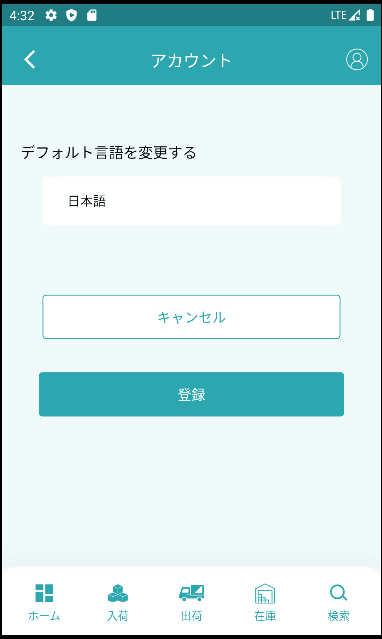 4:32
LTE
アカウント
デフォルト言語を変更する
日本語
キャンセル
登録
ホーム
入荷
出荷
在庫
検索